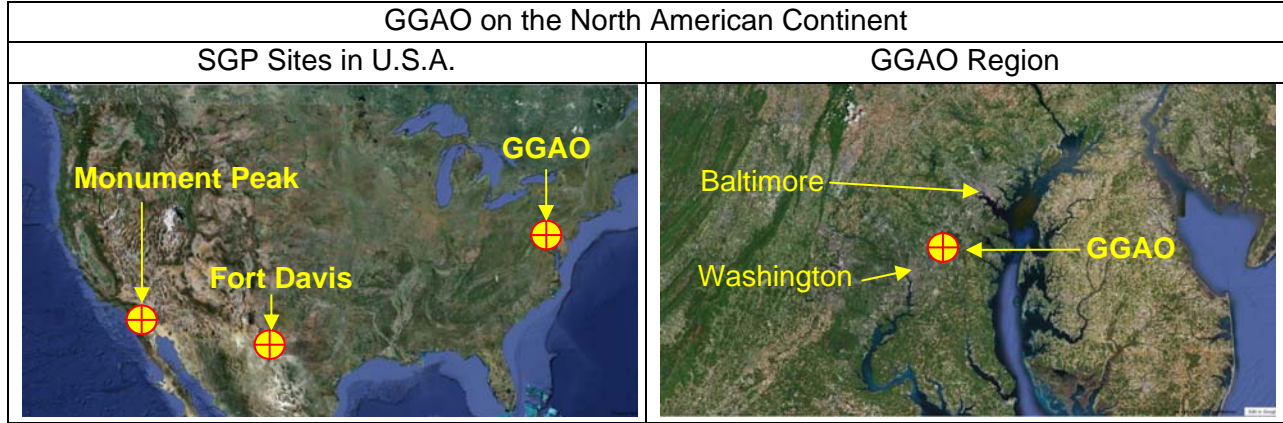 GGAO on the North American Continent
SGP Sites in U.S.A.
GGAO Region
GGAO
Monument Peak
Fort Davis
Baltimore
GGAO
Washington